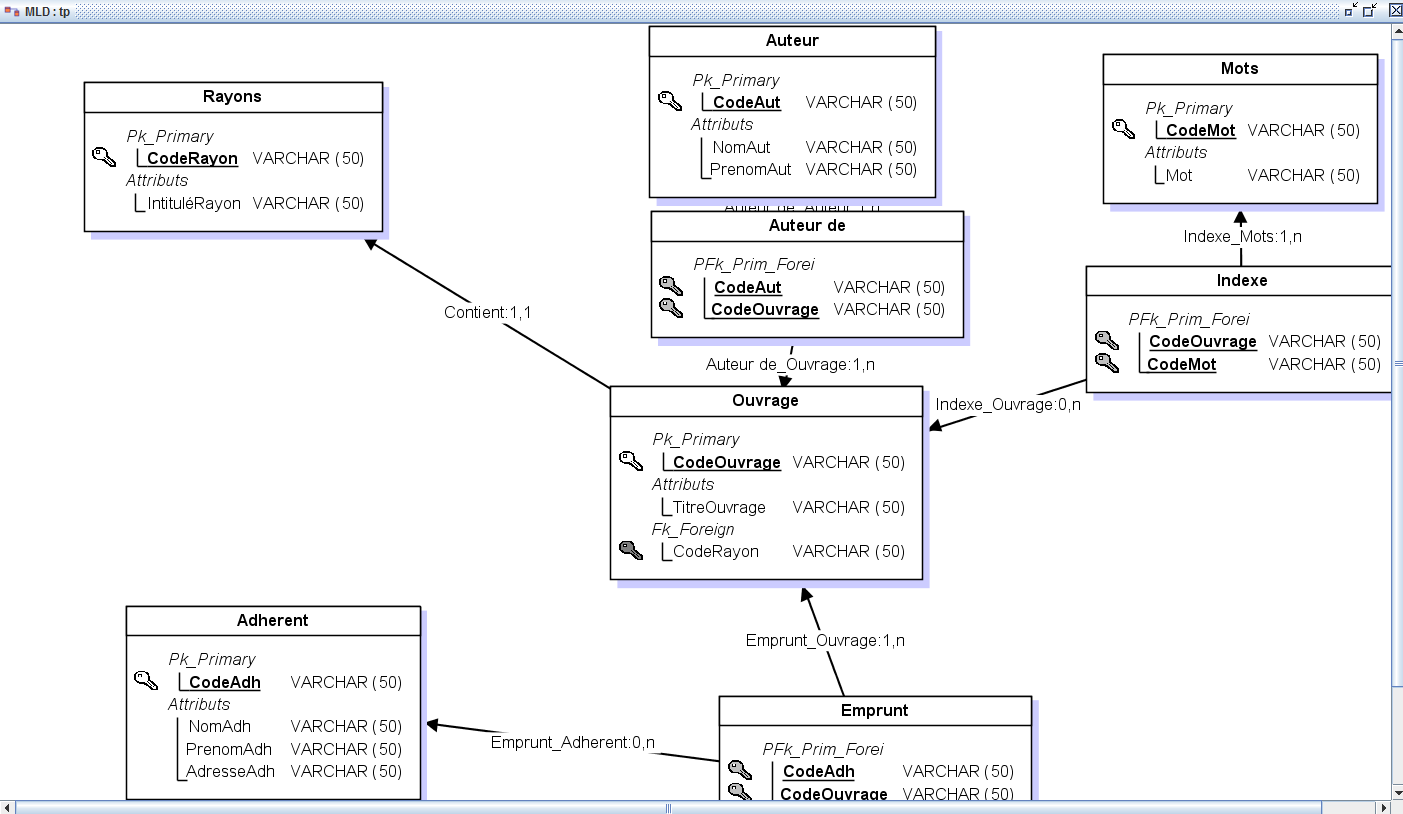 MLD : tp
Rayons
Pk_Primary
CodeRayon VARCHAR (50)
Attributs
IntituléRayon VARCHAR (50)
Auteur
Pk_Primary
CodeAut VARCHAR (50)
Attributs
NomAut VARCHAR (50)
PrenomAut VARCHAR (50)
Auteur de_Auteur:1,n
Auteur de
PFk_Prim_Forei
CodeAut VARCHAR (50)
CodeOuvrage VARCHAR (50)
Mots
Pk_Primary
CodeMot VARCHAR (50)
Attributs
Mot VARCHAR (50)
Indexe_Mots:1,n
Indexe
PFk_Prim_Forei
CodeOuvrage VARCHAR (50)
CodeMot VARCHAR (50)
Contient:1,1
Auteur de_Ouvrage:1,n
Indexe_Ouvrage:0,n
Ouvrage
Pk_Primary
CodeOuvrage VARCHAR (50)
Attributs
TitreOuvrage VARCHAR (50)
Fk_Foreign
CodeRayon VARCHAR (50)
Emprunt_Ouvrage:1,n
Adherent
Pk_Primary
CodeAdh VARCHAR (50)
Attributs
NomAdh VARCHAR (50)
PrenomAdh VARCHAR (50)
AdresseAdh VARCHAR (50)
Emprunt_Adherent:0,n
Emprunt
PFk_Prim_Forei
CodeAdh VARCHAR (50)
CodeOuvrage VARCHAR (50)